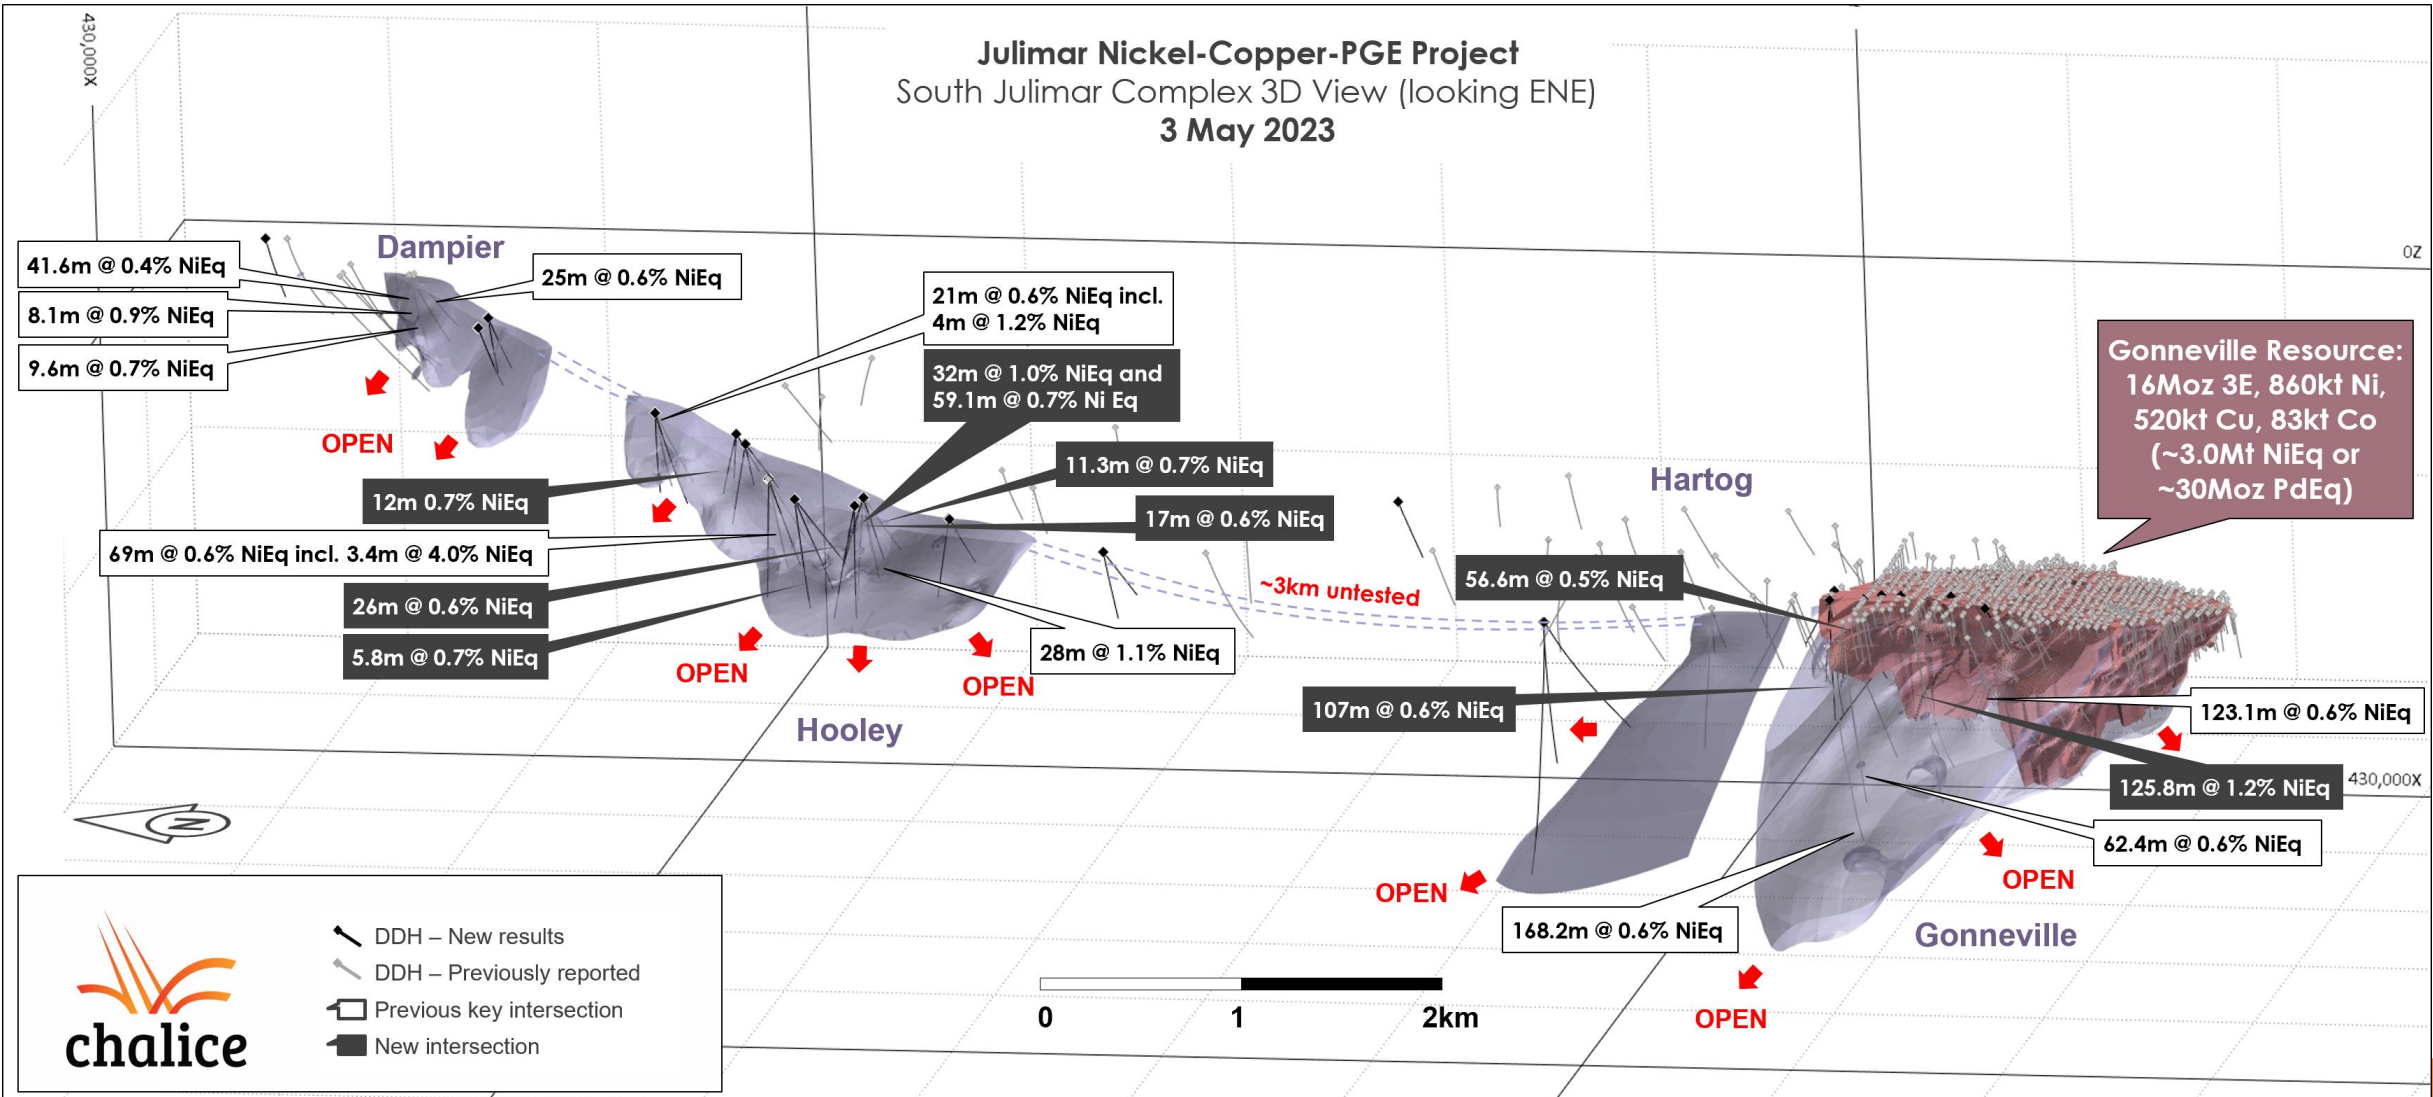 Julimar Nickel-Copper-PGE Project
South Julimar Complex 3D View (looking ENE)
3 May 2023
430,000X
0Z
Dampier
41.6m @ 0.4% NiEq
8.1m @ 0.9% NiEq
9.6m @ 0.7% NiEq
25m @ 0.6% NiEq
OPEN
21m @ 0.6% NiEq incl.
4m @ 1.2% NiEq
32m @ 1.0% NiEq and
59.1m @ 0.7% Ni Eq
11.3m @ 0.7% NiEq
17m @ 0.6% NiEq
12m 0.7% NiEq
69m @ 0.6% NiEq incl. 3.4m @ 4.0% NiEq
26m @ 0.6% NiEq
5.8m @ 0.7% NiEq
28m @ 1.1% NiEq
OPEN
OPEN
Hooley
~3km untested
Hartog
Gonneville Resource:
16Moz 3E, 860kt Ni,
520kt Cu, 83kt Co
(~3.0Mt NiEq or
~30Moz PdEq)
56.6m @ 0.5% NiEq
107m @ 0.6% NiEq
123.1m @ 0.6% NiEq
125.8m @ 1.2% NiEq
430,000X
62.4m @ 0.6% NiEq
168.2m @ 0.6% NiEq
OPEN
OPEN
Gonneville
OPEN
N
chalice
DDH – New results
DDH – Previously reported
Previous key intersection
New intersection
0 1 2km